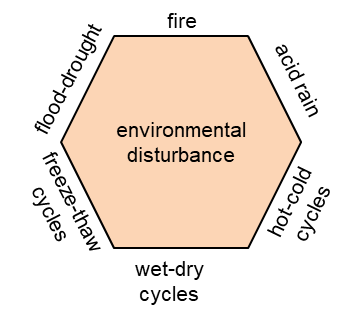 fire
acid rain
hot-cold
cycles
wet-dry
cycles
freeze-thaw
cycles
flood-drought
environmental
disturbance